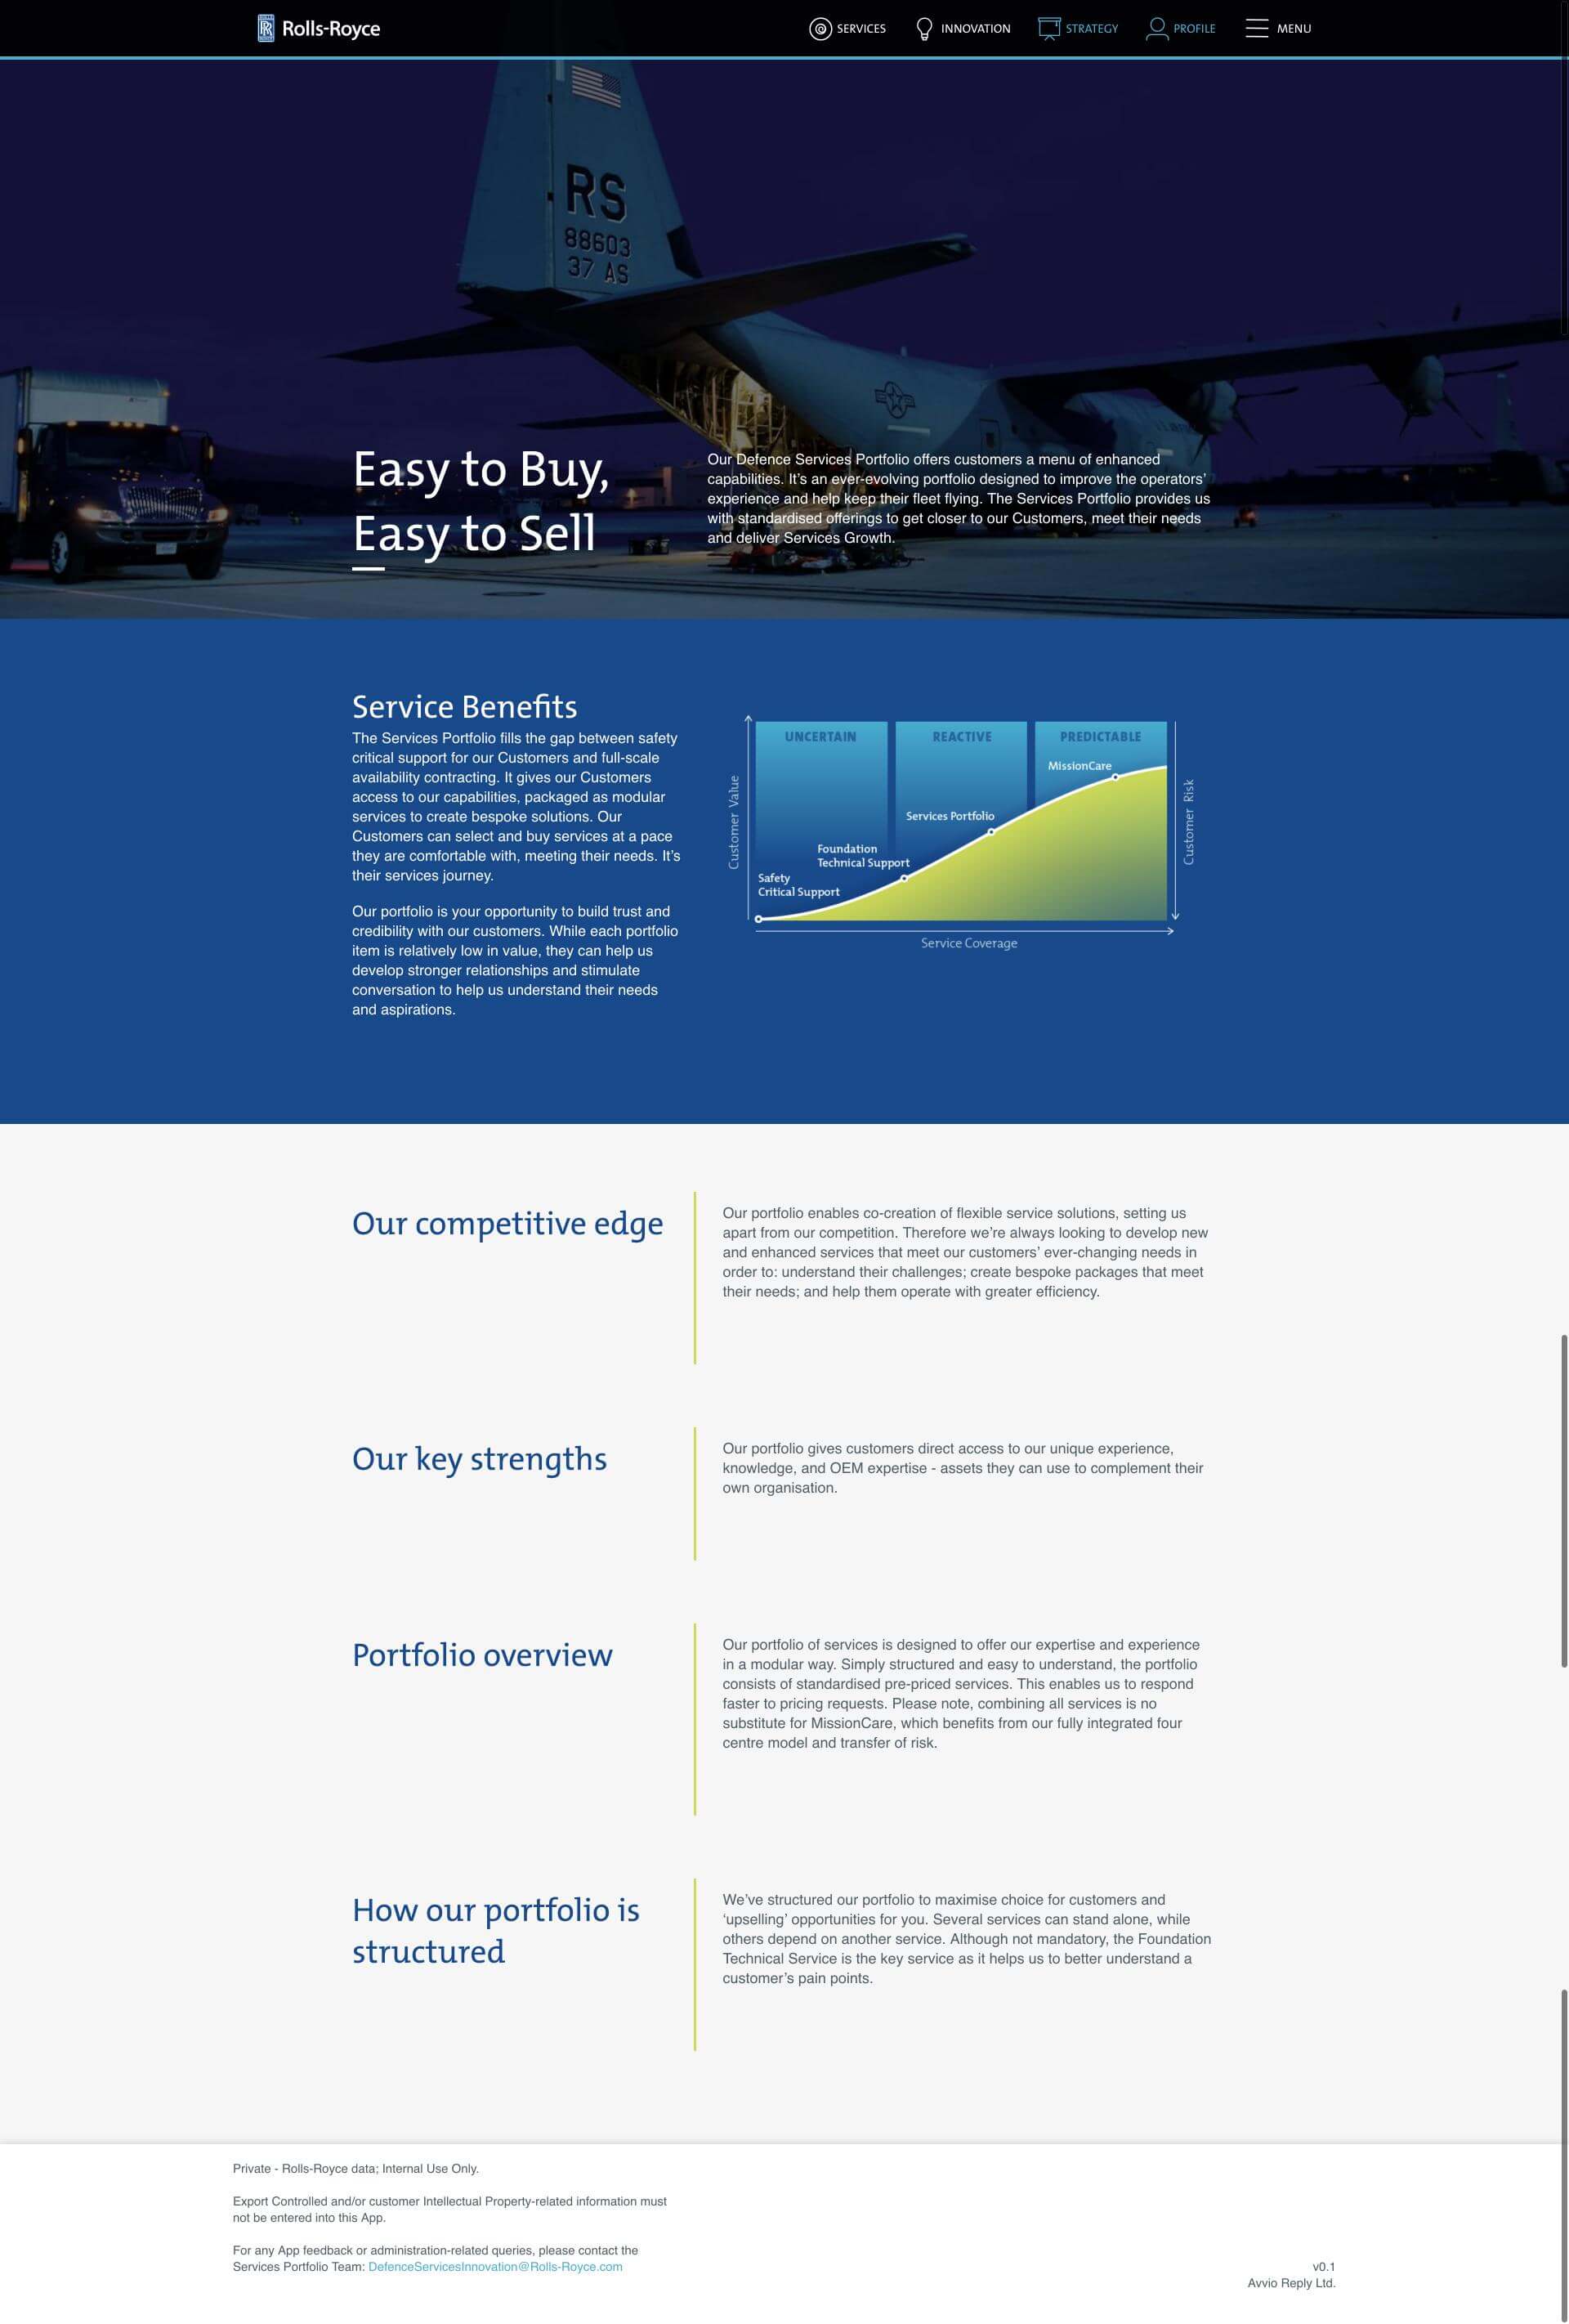 Rolls-Royce
SERVICES
INNOVATION
STRATEGY
PROFILE
MENU
RS
88603
37 AS
Easy to Buy,
Easy to Sell
Our Defence Services Portfolio offers customers a menu of enhanced
capabilities. It’s an ever-evolving portfolio designed to improve the operators’
experience and help keep their fleet flying. The Services Portfolio provides us
with standardised offerings to get closer to our Customers, meet their needs
and deliver Services Growth.
Service Benefits
The Services Portfolio fills the gap between safety
critical support for our Customers and full-scale
availability contracting. It gives our Customers
access to our capabilities, packaged as modular
services to create bespoke solutions. Our
Customers can select and buy services at a pace
they are comfortable with, meeting their needs. It’s
their services journey.
Our portfolio is your opportunity to build trust and
credibility with our customers. While each portfolio
item is relatively low in value, they can help us
develop stronger relationships and stimulate
conversation to help us understand their needs
and aspirations.
UNCERTAIN
REACTIVE
PREDICTABLE
MissionCare
Services Portfolio
Foundation
Technical Support
Safety
Critical Support
Customer Value
Customer Risk
Service Coverage
Our competitive edge
Our portfolio enables co-creation of flexible service solutions, setting us
apart from our competition. Therefore we’re always looking to develop new
and enhanced services that meet our customers’ ever-changing needs in
order to: understand their challenges; create bespoke packages that meet
their needs; and help them operate with greater efficiency.
Our key strengths
Our portfolio gives customers direct access to our unique experience,
knowledge, and OEM expertise - assets they can use to complement their
own organisation.
Portfolio overview
Our portfolio of services is designed to offer our expertise and experience
in a modular way. Simply structured and easy to understand, the portfolio
consists of standardised pre-priced services. This enables us to respond
faster to pricing requests. Please note, combining all services is no
substitute for MissionCare, which benefits from our fully integrated four
centre model and transfer of risk.
How our portfolio is
structured
We’ve structured our portfolio to maximise choice for customers and
‘upselling’ opportunities for you. Several services can stand alone, while
others depend on another service. Although not mandatory, the Foundation
Technical Service is the key service as it helps us to better understand a
customer’s pain points.
Private - Rolls-Royce data; Internal Use Only.
Export Controlled and/or customer Intellectual Property-related information must
not be entered into this App.
For any App feedback or administration-related queries, please contact the
Services Portfolio Team: DefenceServicesInnovation@Rolls-Royce.com
v0.1
Avvio Reply Ltd.